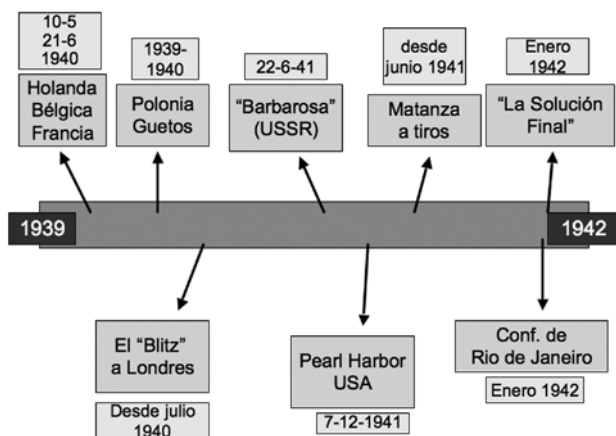 10-5
21-6
1940
Holanda
Bélgica
Francia
1939-
1940
Polonia
Guetos
22-6-41
“Barbarosa”
(USSR)
desde
junio 1941
Matanza
a tiros
Enero
1942
“La Solución
Final”
1939
1942
El “Blitz”
a Londres
Desde julio
1940
Pearl Harbor
USA
7-12-1941
Conf. de
Rio de Janeiro
Enero 1942